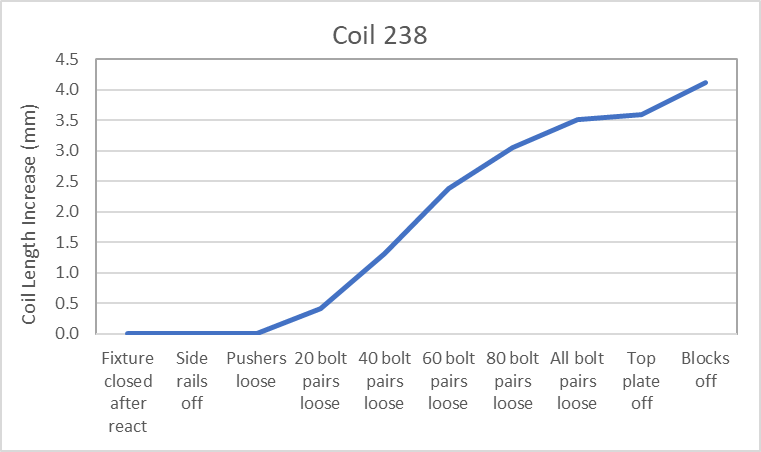 Coil 238
Coil Length Increase (mm)
4.5
4.0
3.5
3.0
2.5
2.0
1.5
1.0
0.5
0.0
Fixture closed after react
Side rails off
Pushers loose
20 bolt pairs loose
40 bolt pairs loose
60 bolt pairs loose
80 bolt pairs loose
All bolt pairs loose
Top plate off
Blocks off